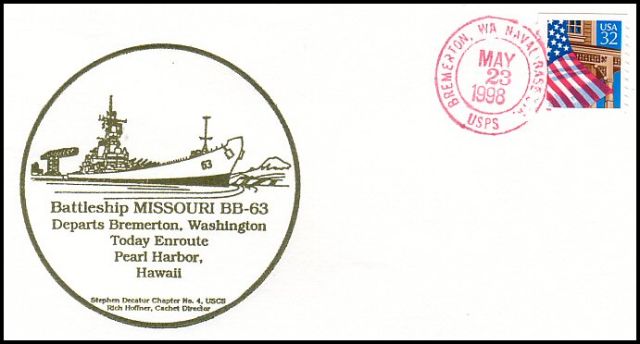 63
Battleship MISSOURI BB-63
Departs Bremerton, Washington
Today Enroute
Pearl Harbor,
Hawaii
Stephen Decatur Chapter No. 4, USCS
Rich Hoffner, Cachet Director
BREMERTON, WA NAVAL BASE
MAY
23
1998
USPS
USA
32